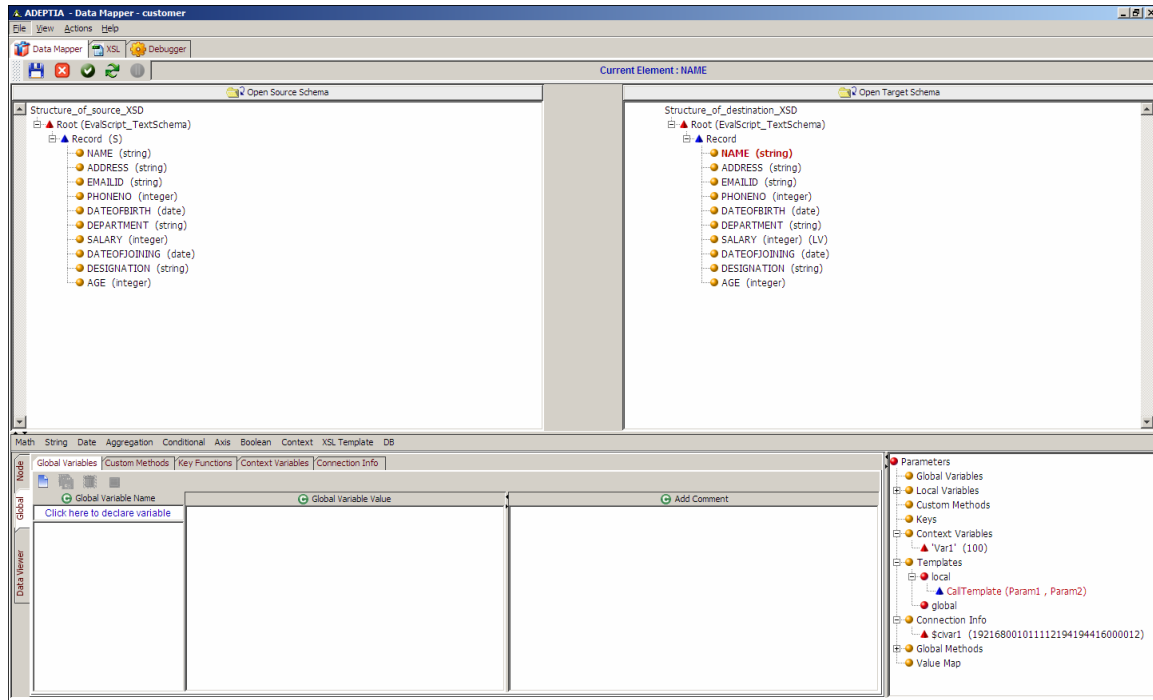 ADEPTIA - Data Mapper - customer
File View Actions Help
Data Mapper XSL Debugger
Current Element : NAME
Open Source Schema
Open Target Schema
Structure_of_source_XSD
Root (EvalScript_TextSchema)
Record (S)
NAME (string)
ADDRESS (string)
EMAILID (string)
PHONENO (integer)
DATEOFBIRTH (date)
DEPARTMENT (string)
SALARY (integer)
DATEOFJOINING (date)
DESIGNATION (string)
AGE (integer)
Structure_of_destination_XSD
Root (EvalScript_TextSchema)
Record
NAME (string)
ADDRESS (string)
EMAILID (string)
PHONENO (integer)
DATEOFBIRTH (date)
DEPARTMENT (string)
SALARY (integer) (LV)
DATEOFJOINING (date)
DESIGNATION (string)
AGE (integer)
Math String Date Aggregation Conditional Axis Boolean Context XSL Template DB
Node
Global
Data Viewer
Global Variables Custom Methods Key Functions Context Variables Connection Info
Global Variable Name
Global Variable Value
Add Comment
Click here to declare variable
Parameters
Global Variables
Local Variables
Custom Methods
Keys
Context Variables
'Var1' (100)
Templates
local
CallTemplate (Param1 , Param2)
global
Connection Info
$civar1 (192168001011112194194416000012)
Global Methods
Value Map